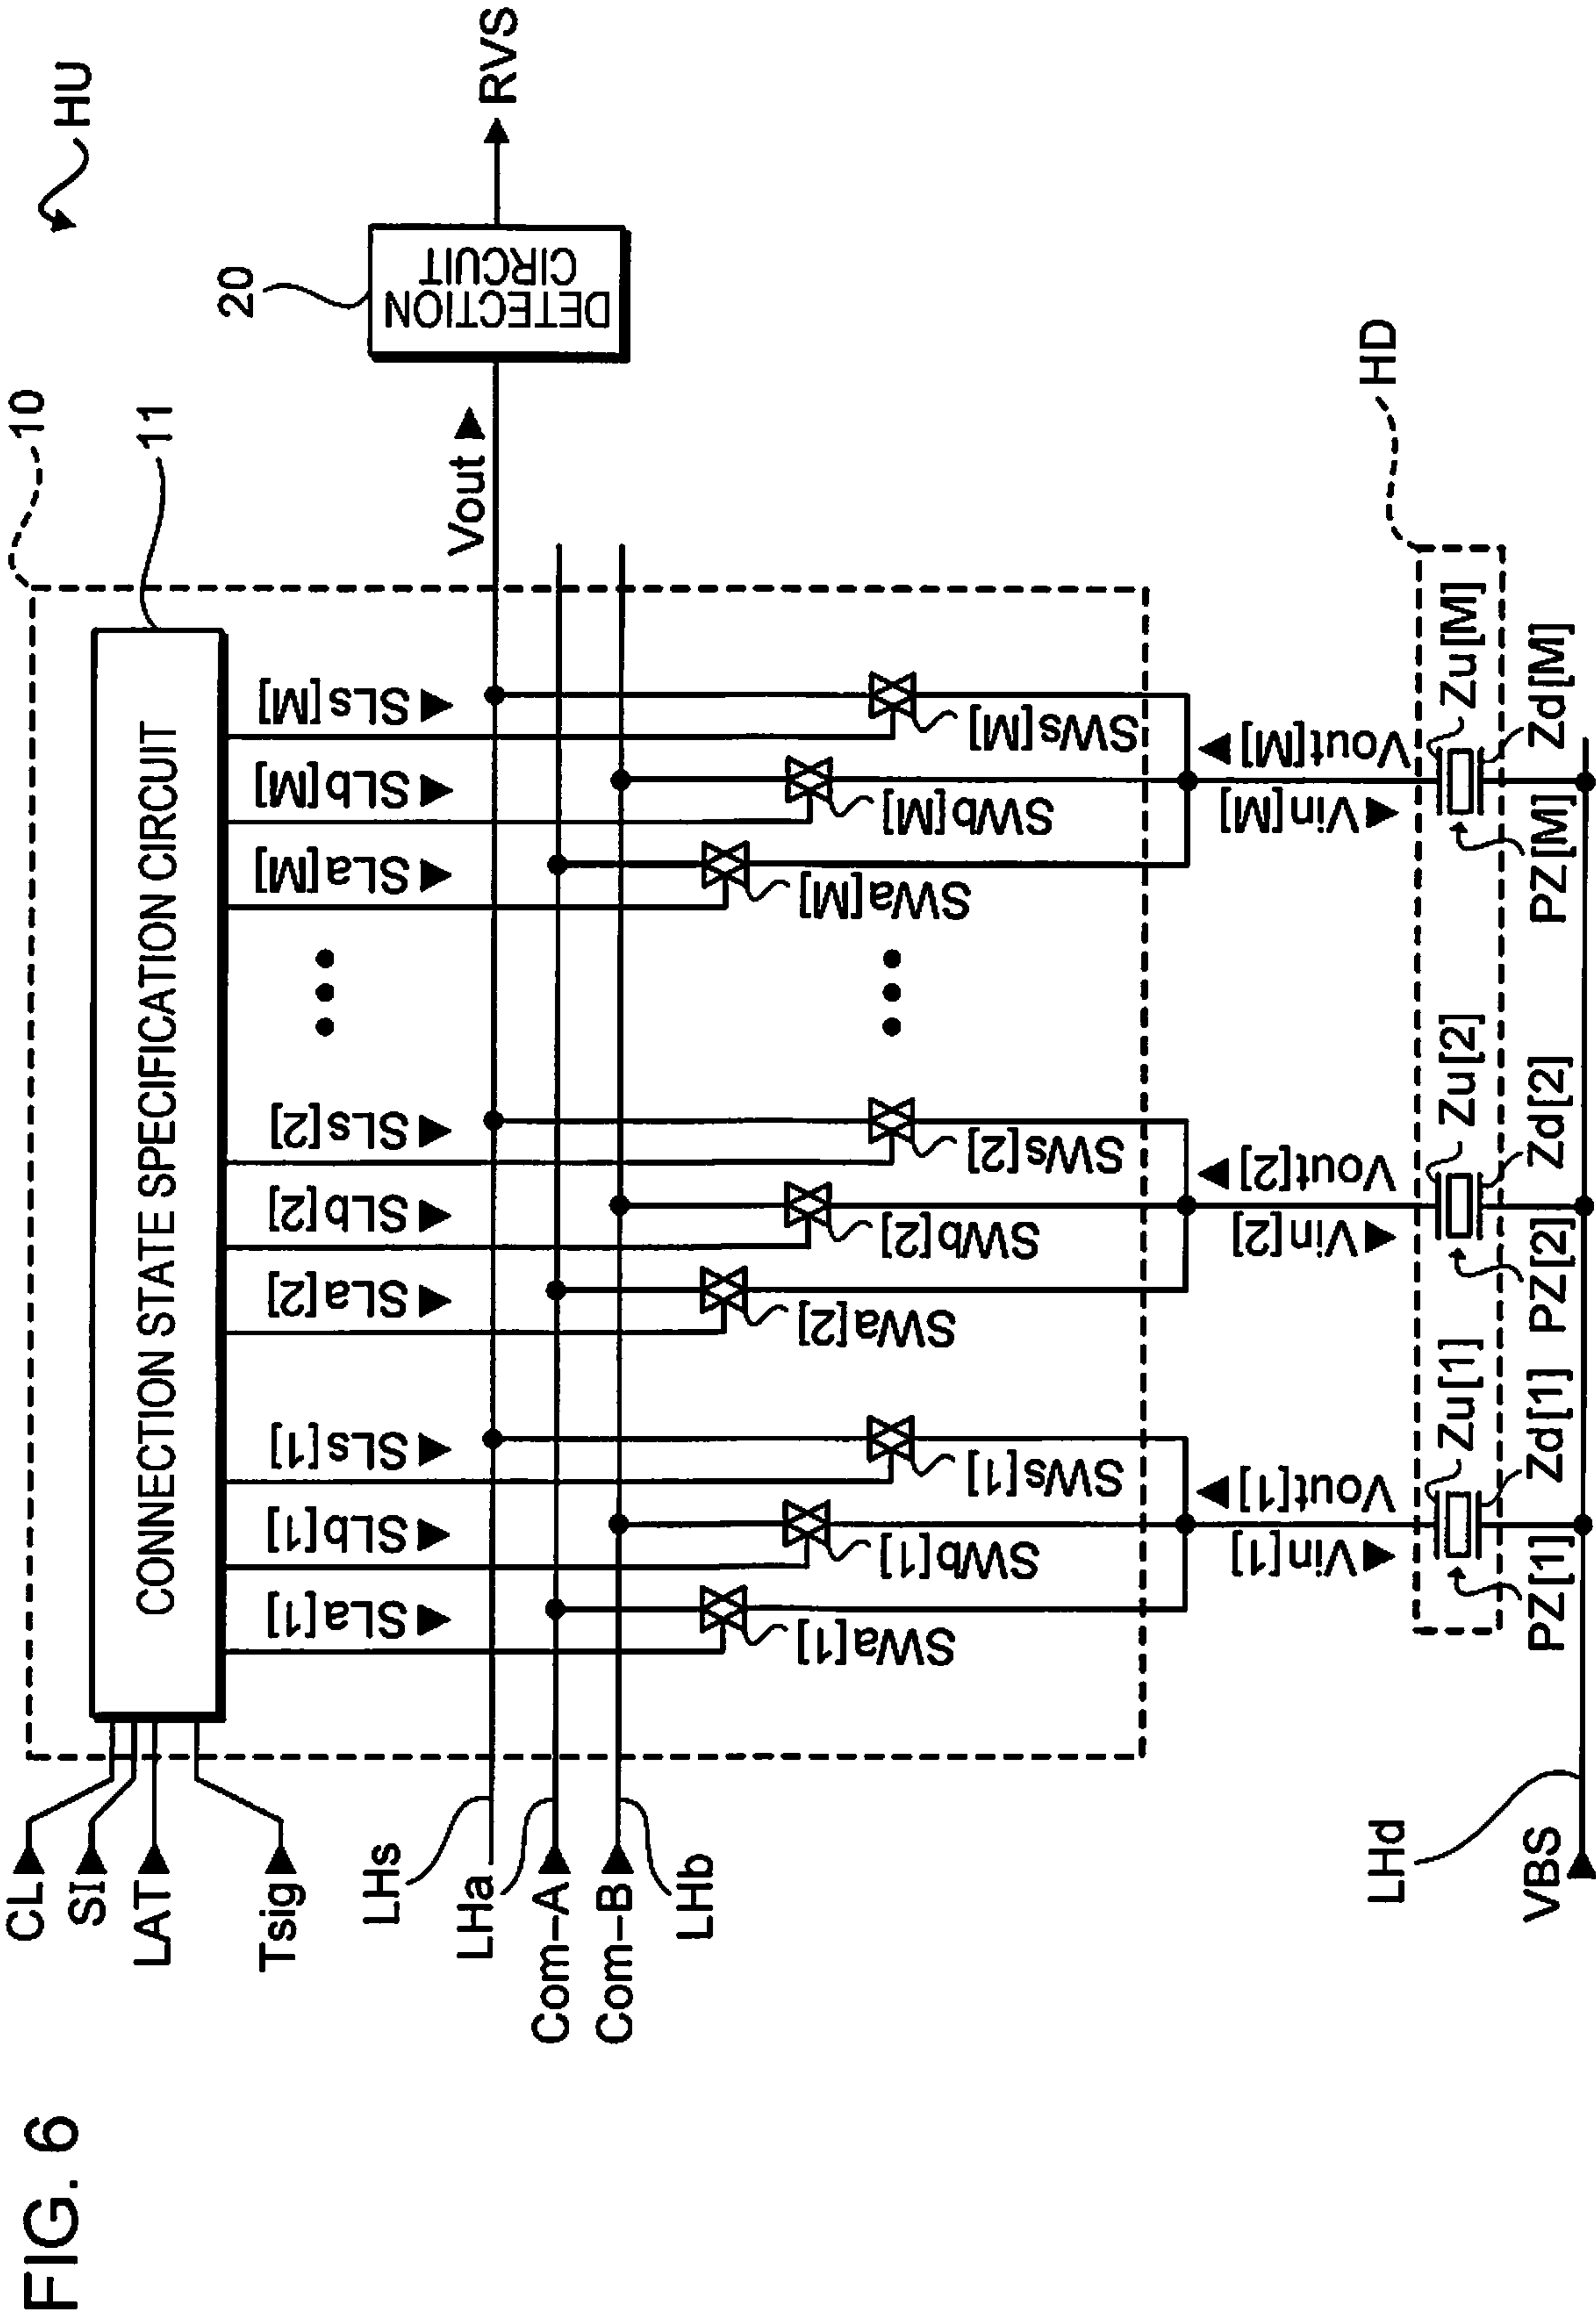 FIG. 6
HU
10
11
20
CL
SI
LAT
Tsig
CONNECTION STATE SPECIFICATION CIRCUIT
SLa[1]
SLb[1]
SLs[1]
SLa[2]
SLb[2]
SLs[2]
SLa[M]
SLb[M]
SLs[M]
LHs
LHa
Com-A
Com-B
LHb
Vout
DETECTION
CIRCUIT
RVS
SWa[1]
SWb[1]
SWs[1]
SWa[2]
SWb[2]
SWs[2]
SWa[M]
SWb[M]
SWs[M]
Vin[1]
Vout[1]
Vin[2]
Vout[2]
Vin[M]
Vout[M]
HD
Zu[1]
Zu[2]
Zu[M]
PZ[1]
Zd[1]
PZ[2]
Zd[2]
PZ[M]
Zd[M]
LHd
VBS